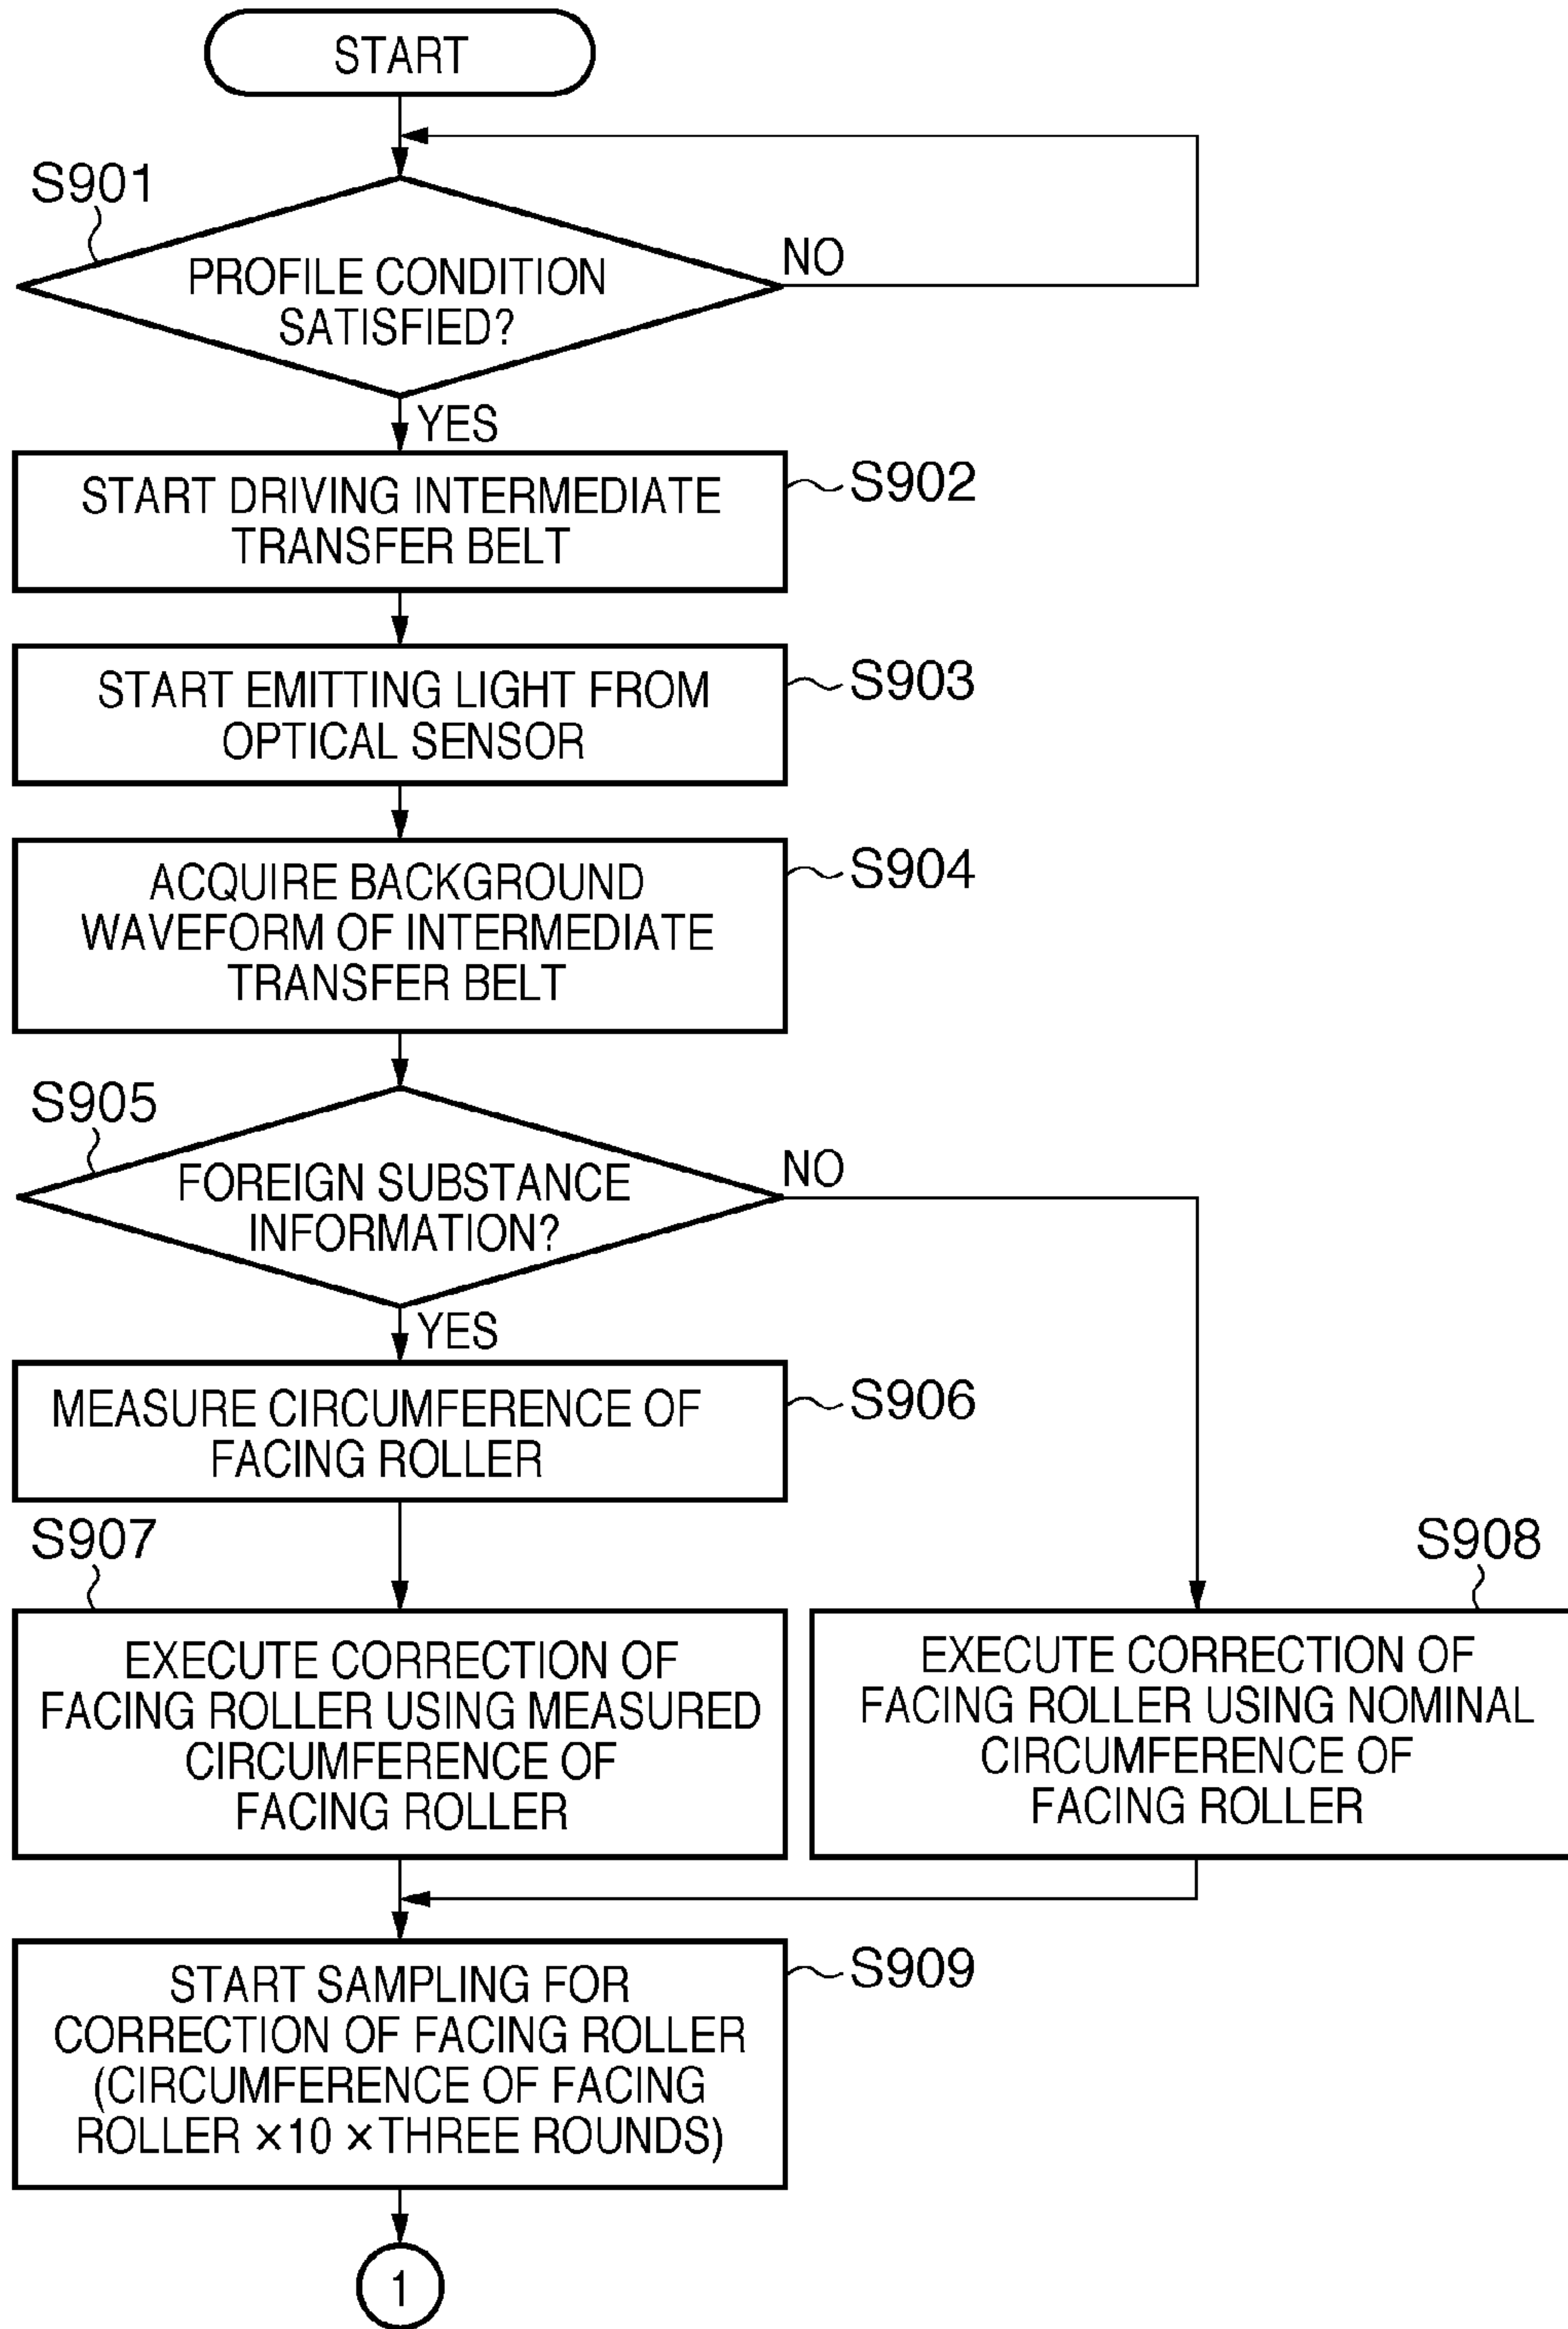 START
S901
PROFILE CONDITION
SATISFIED?
NO
YES
START DRIVING INTERMEDIATE
TRANSFER BELT
S902
START EMITTING LIGHT FROM
OPTICAL SENSOR
S903
ACQUIRE BACKGROUND
WAVEFORM OF INTERMEDIATE
TRANSFER BELT
S904
S905
FOREIGN SUBSTANCE
INFORMATION?
NO
YES
MEASURE CIRCUMFERENCE OF
FACING ROLLER
S906
S907
EXECUTE CORRECTION OF
FACING ROLLER USING MEASURED
CIRCUMFERENCE OF
FACING ROLLER
S908
EXECUTE CORRECTION OF
FACING ROLLER USING NOMINAL
CIRCUMFERENCE OF
FACING ROLLER
START SAMPLING FOR
CORRECTION OF FACING ROLLER
(CIRCUMFERENCE OF FACING
ROLLER ×10 ×THREE ROUNDS)
S909
1